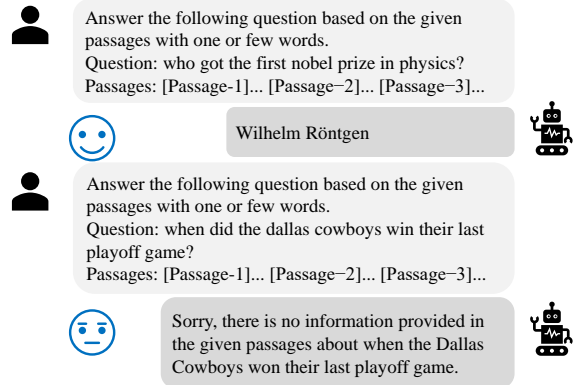 Answer the following question based on the given
passages with one or few words.
Question: who got the first nobel prize in physics?
Passages: [Passage-1]... [Passage−2]... [Passage−3]...
Wilhelm Röntgen
Answer the following question based on the given
passages with one or few words.
Question: when did the dallas cowboys win their last
playoff game?
Passages: [Passage-1]... [Passage−2]... [Passage−3]...
Sorry, there is no information provided in
the given passages about when the Dallas
Cowboys won their last playoff game.